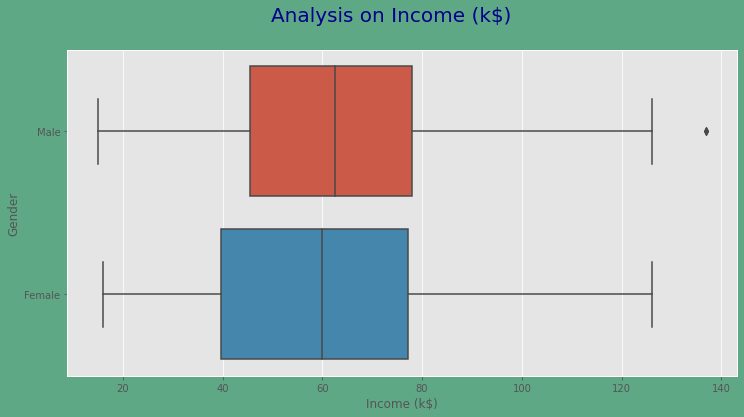 Analysis on Income (k$)
Male
Female
Gender
20 40 60 80 100 120 140
Income (k$)